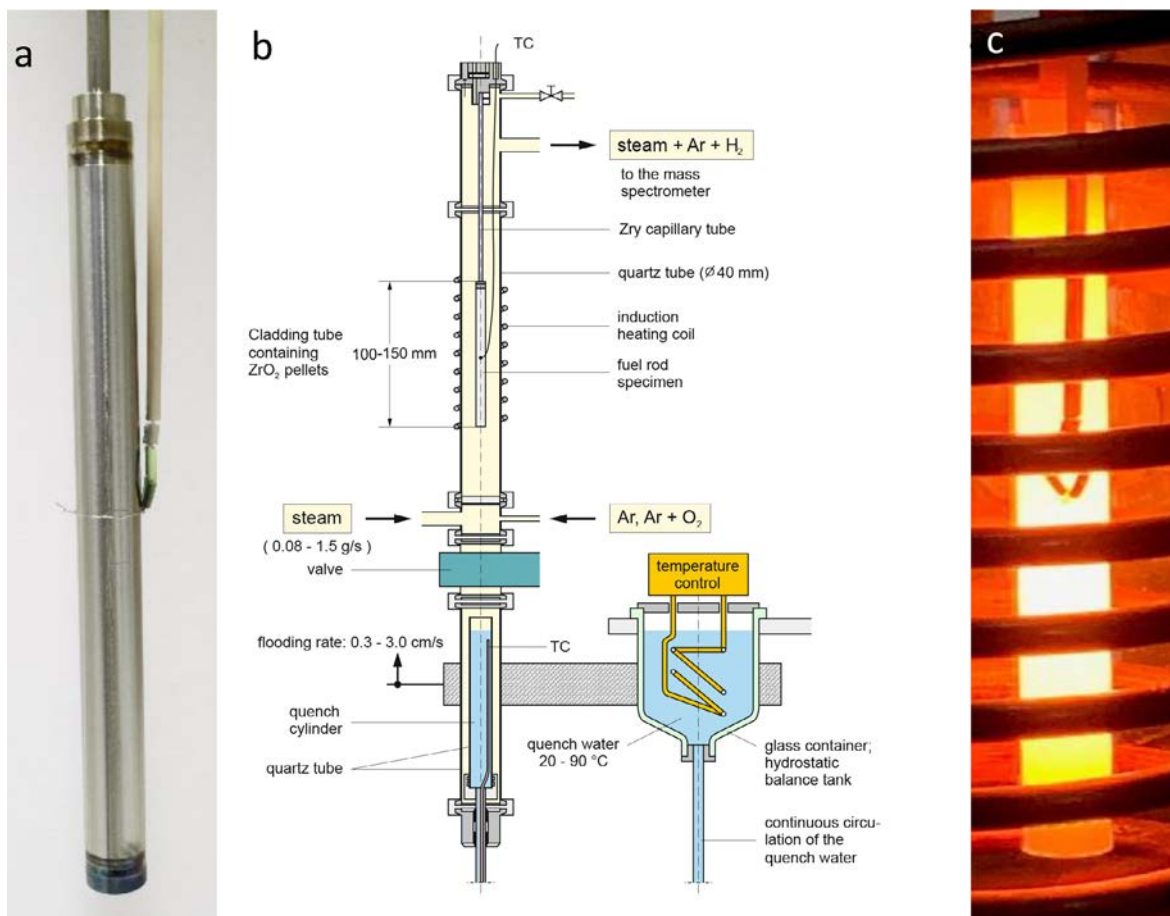 a
b
c
TC
steam + Ar + H₂
to the mass
spectrometer
Zry capillary tube
quartz tube (Ø 40 mm)
induction
heating coil
fuel rod
specimen
Cladding tube
containing
ZrO₂ pellets
100-150 mm
steam
( 0.08 - 1.5 g/s )
Ar, Ar + O₂
valve
temperature
control
flooding rate: 0.3 - 3.0 cm/s
TC
quench
cylinder
quartz tube
quench water
20 - 90 °C
glass container;
hydrostatic
balance tank
continuous circu-
lation of the
quench water